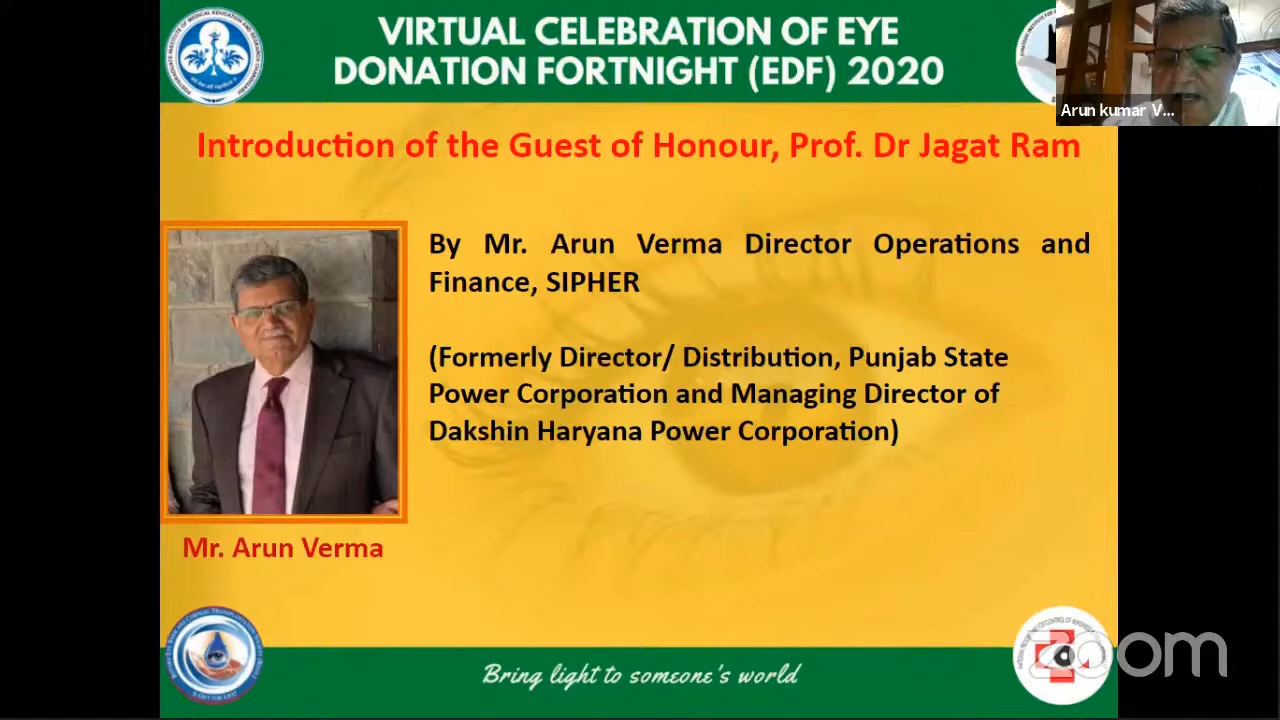 VIRTUAL CELEBRATION OF EYE
DONATION FORTNIGHT (EDF) 2020
Arun kumar V...
Introduction of the Guest of Honour, Prof. Dr Jagat Ram
By Mr. Arun Verma Director Operations and
Finance, SIPHER
(Formerly Director/ Distribution, Punjab State
Power Corporation and Managing Director of
Dakshin Haryana Power Corporation)
Mr. Arun Verma
Bring light to someone's world
zoom